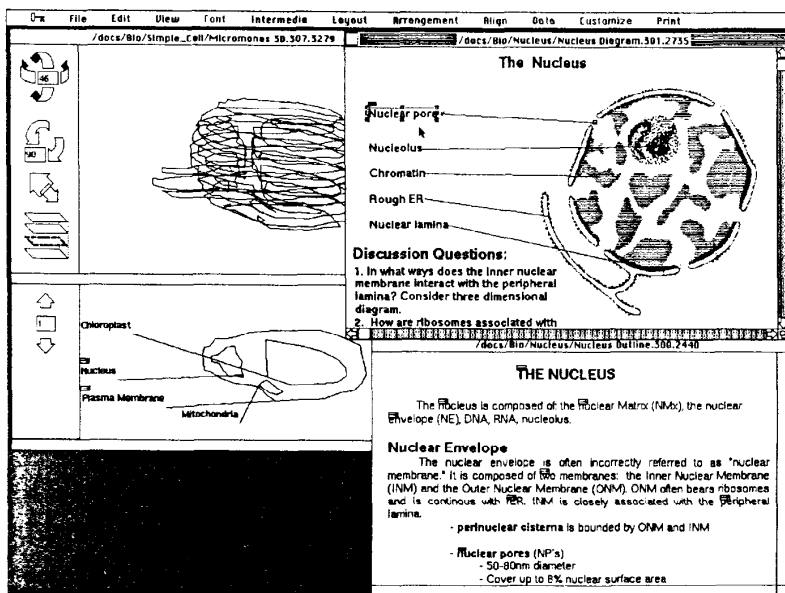 File Edit View Font Intermedia Layout Arrangement Align Data Customize Print
/docs/Bio/Simple_Cell/Micromonas 3D.307.3279
46
90
1
Chloroplast
Nucleus
Plasma Membrane
Mitochondria
/docs/Bio/Nucleus/Nucleus Diagram.301.2735
The Nucleus
Nuclear pore
Nucleolus
Chromatin
Rough ER
Nuclear lamina
Discussion Questions:
1. In what ways does the inner nuclear
membrane interact with the peripheral
lamina? Consider three dimensional
diagram.
2. How are ribosomes associated with
/docs/Bio/Nucleus/Nucleus Outline.300.2440
THE NUCLEUS
The nucleus is composed of: the Nuclear Matrix (NMx), the nuclear
envelope (NE), DNA, RNA, nucleolus.
Nuclear Envelope
The nuclear envelope is often incorrectly referred to as "nuclear
membrane." It is composed of two membranes: the Inner Nuclear Membrane
(INM) and the Outer Nuclear Membrane (ONM). ONM often bears ribosomes
and is continous with RER. INM is closely associated with the peripheral
lamina.
- perinuclear cisterna is bounded by ONM and INM
- nuclear pores (NP's)
- 50-80nm diameter
- Cover up to 8% nuclear surface area